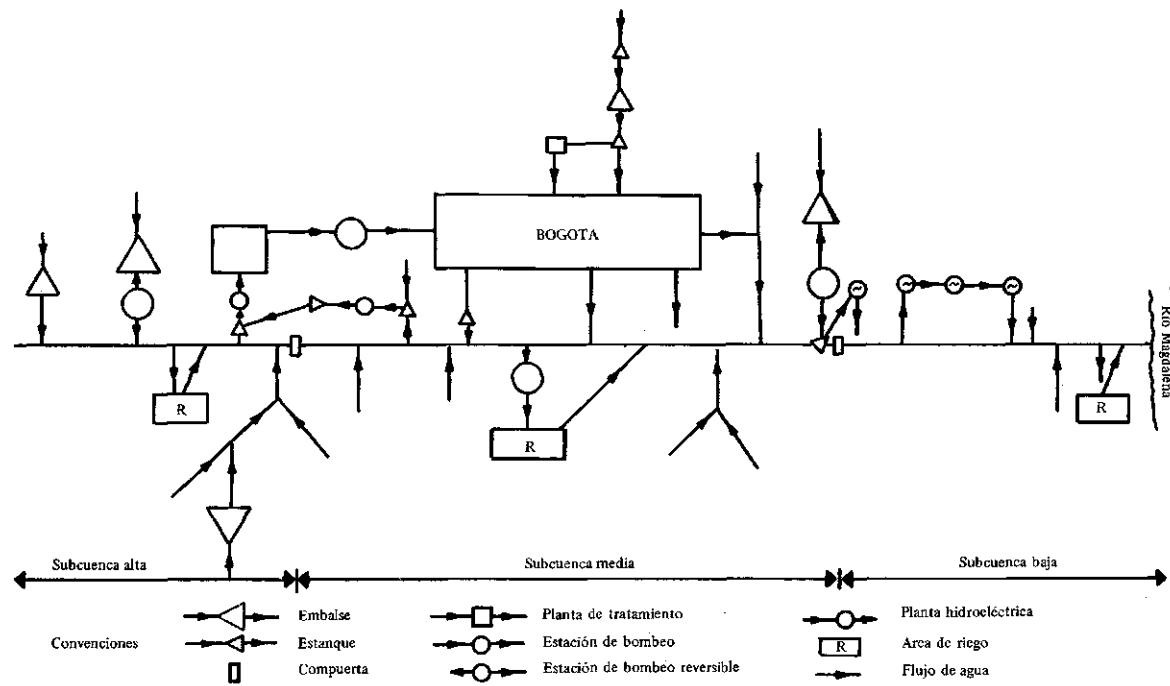 BOGOTA
Río Magdalena
R
R
R
Subcuenca alta
Subcuenca media
Subcuenca baja
Convenciones
Embalse
Estanque
Compuerta
Planta de tratamiento
Estación de bombeo
Estación de bombeo reversible
Planta hidroeléctrica
R
Area de riego
Flujo de agua